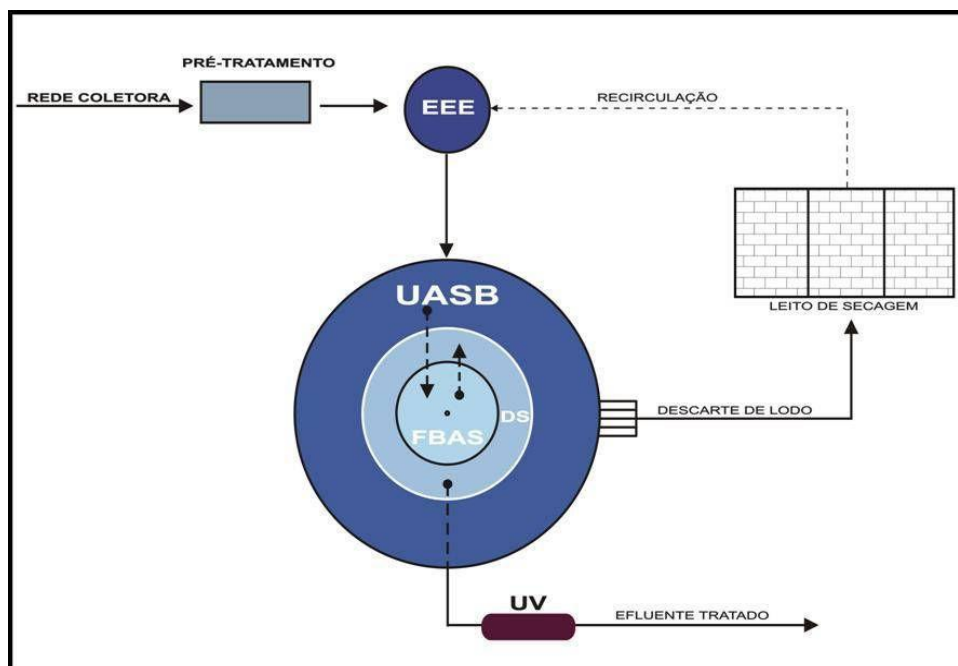 PRÉ-TRATAMENTO
REDE COLETORA
EEE
RECIRCULAÇÃO
UASB
LEITO DE SECAGEM
DS
FBAS
DESCARTE DE LODO
UV
EFLUENTE TRATADO